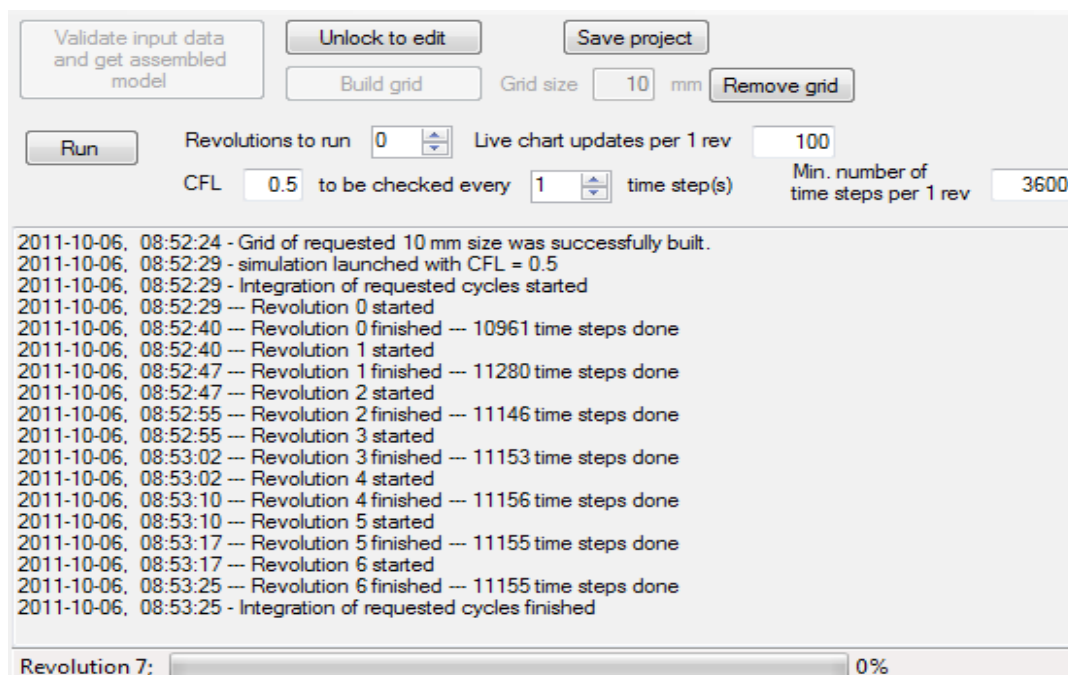 Validate input data
and get assembled
model
Unlock to edit
Save project
Build grid
Grid size 10 mm
Remove grid
Run
Revolutions to run 0
Live chart updates per 1 rev 100
CFL 0.5 to be checked every 1 time step(s)
Min. number of
time steps per 1 rev 3600
2011-10-06, 08:52:24 - Grid of requested 10 mm size was successfully built.
2011-10-06, 08:52:29 - simulation launched with CFL = 0.5
2011-10-06, 08:52:29 - Integration of requested cycles started
2011-10-06, 08:52:29 --- Revolution 0 started
2011-10-06, 08:52:40 --- Revolution 0 finished --- 10961 time steps done
2011-10-06, 08:52:40 --- Revolution 1 started
2011-10-06, 08:52:47 --- Revolution 1 finished --- 11280 time steps done
2011-10-06, 08:52:47 --- Revolution 2 started
2011-10-06, 08:52:55 --- Revolution 2 finished --- 11146 time steps done
2011-10-06, 08:52:55 --- Revolution 3 started
2011-10-06, 08:53:02 --- Revolution 3 finished --- 11153 time steps done
2011-10-06, 08:53:02 --- Revolution 4 started
2011-10-06, 08:53:10 --- Revolution 4 finished --- 11156 time steps done
2011-10-06, 08:53:10 --- Revolution 5 started
2011-10-06, 08:53:17 --- Revolution 5 finished --- 11155 time steps done
2011-10-06, 08:53:17 --- Revolution 6 started
2011-10-06, 08:53:25 --- Revolution 6 finished --- 11155 time steps done
2011-10-06, 08:53:25 - Integration of requested cycles finished
Revolution 7; 0%